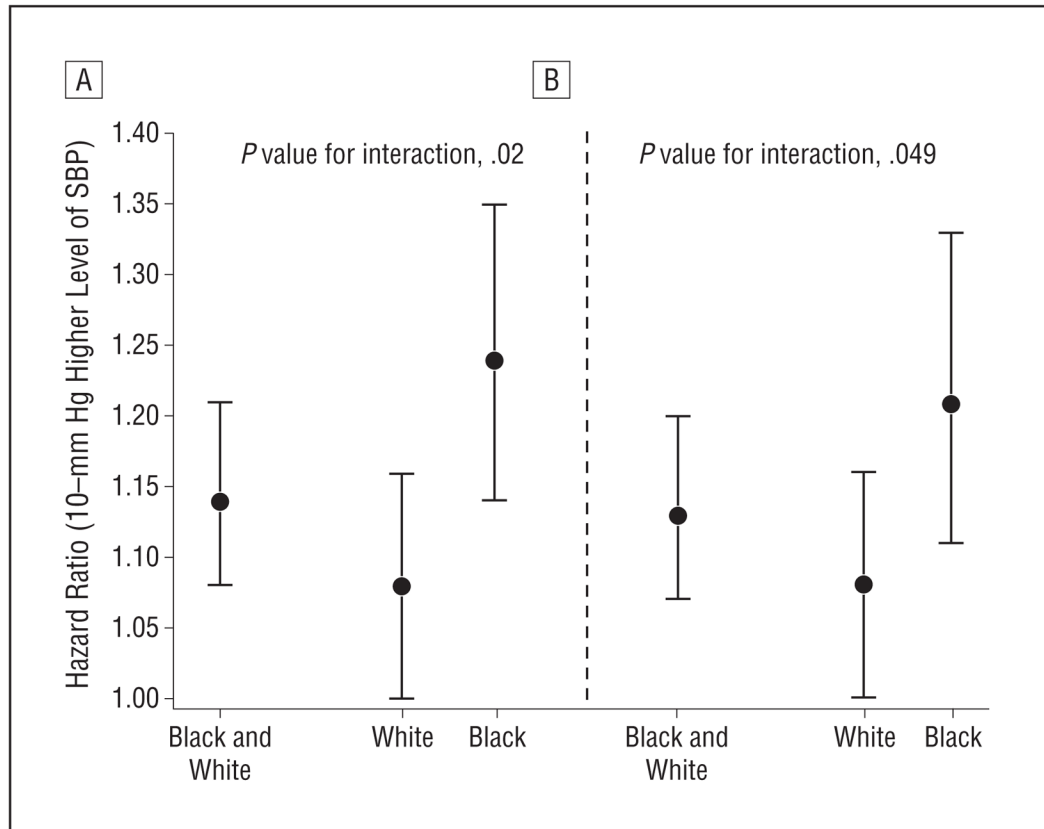 A
B
Hazard Ratio (10–mm Hg Higher Level of SBP)
1.40
1.35
1.30
1.25
1.20
1.15
1.10
1.05
1.00
P value for interaction, .02
P value for interaction, .049
Black and
White
White
Black
Black and
White
White
Black